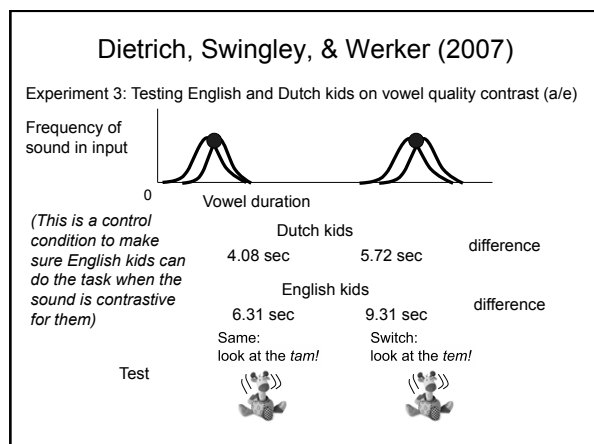 Dietrich, Swingley, & Werker (2007)
Experiment 3: Testing English and Dutch kids on vowel quality contrast (a/e)
Frequency of
sound in input
0
Vowel duration
(This is a control
condition to make
sure English kids can
do the task when the
sound is contrastive
for them)
Dutch kids
4.08 sec 5.72 sec difference
English kids
6.31 sec 9.31 sec difference
Same: Switch:
look at the tam! look at the tem!
Test